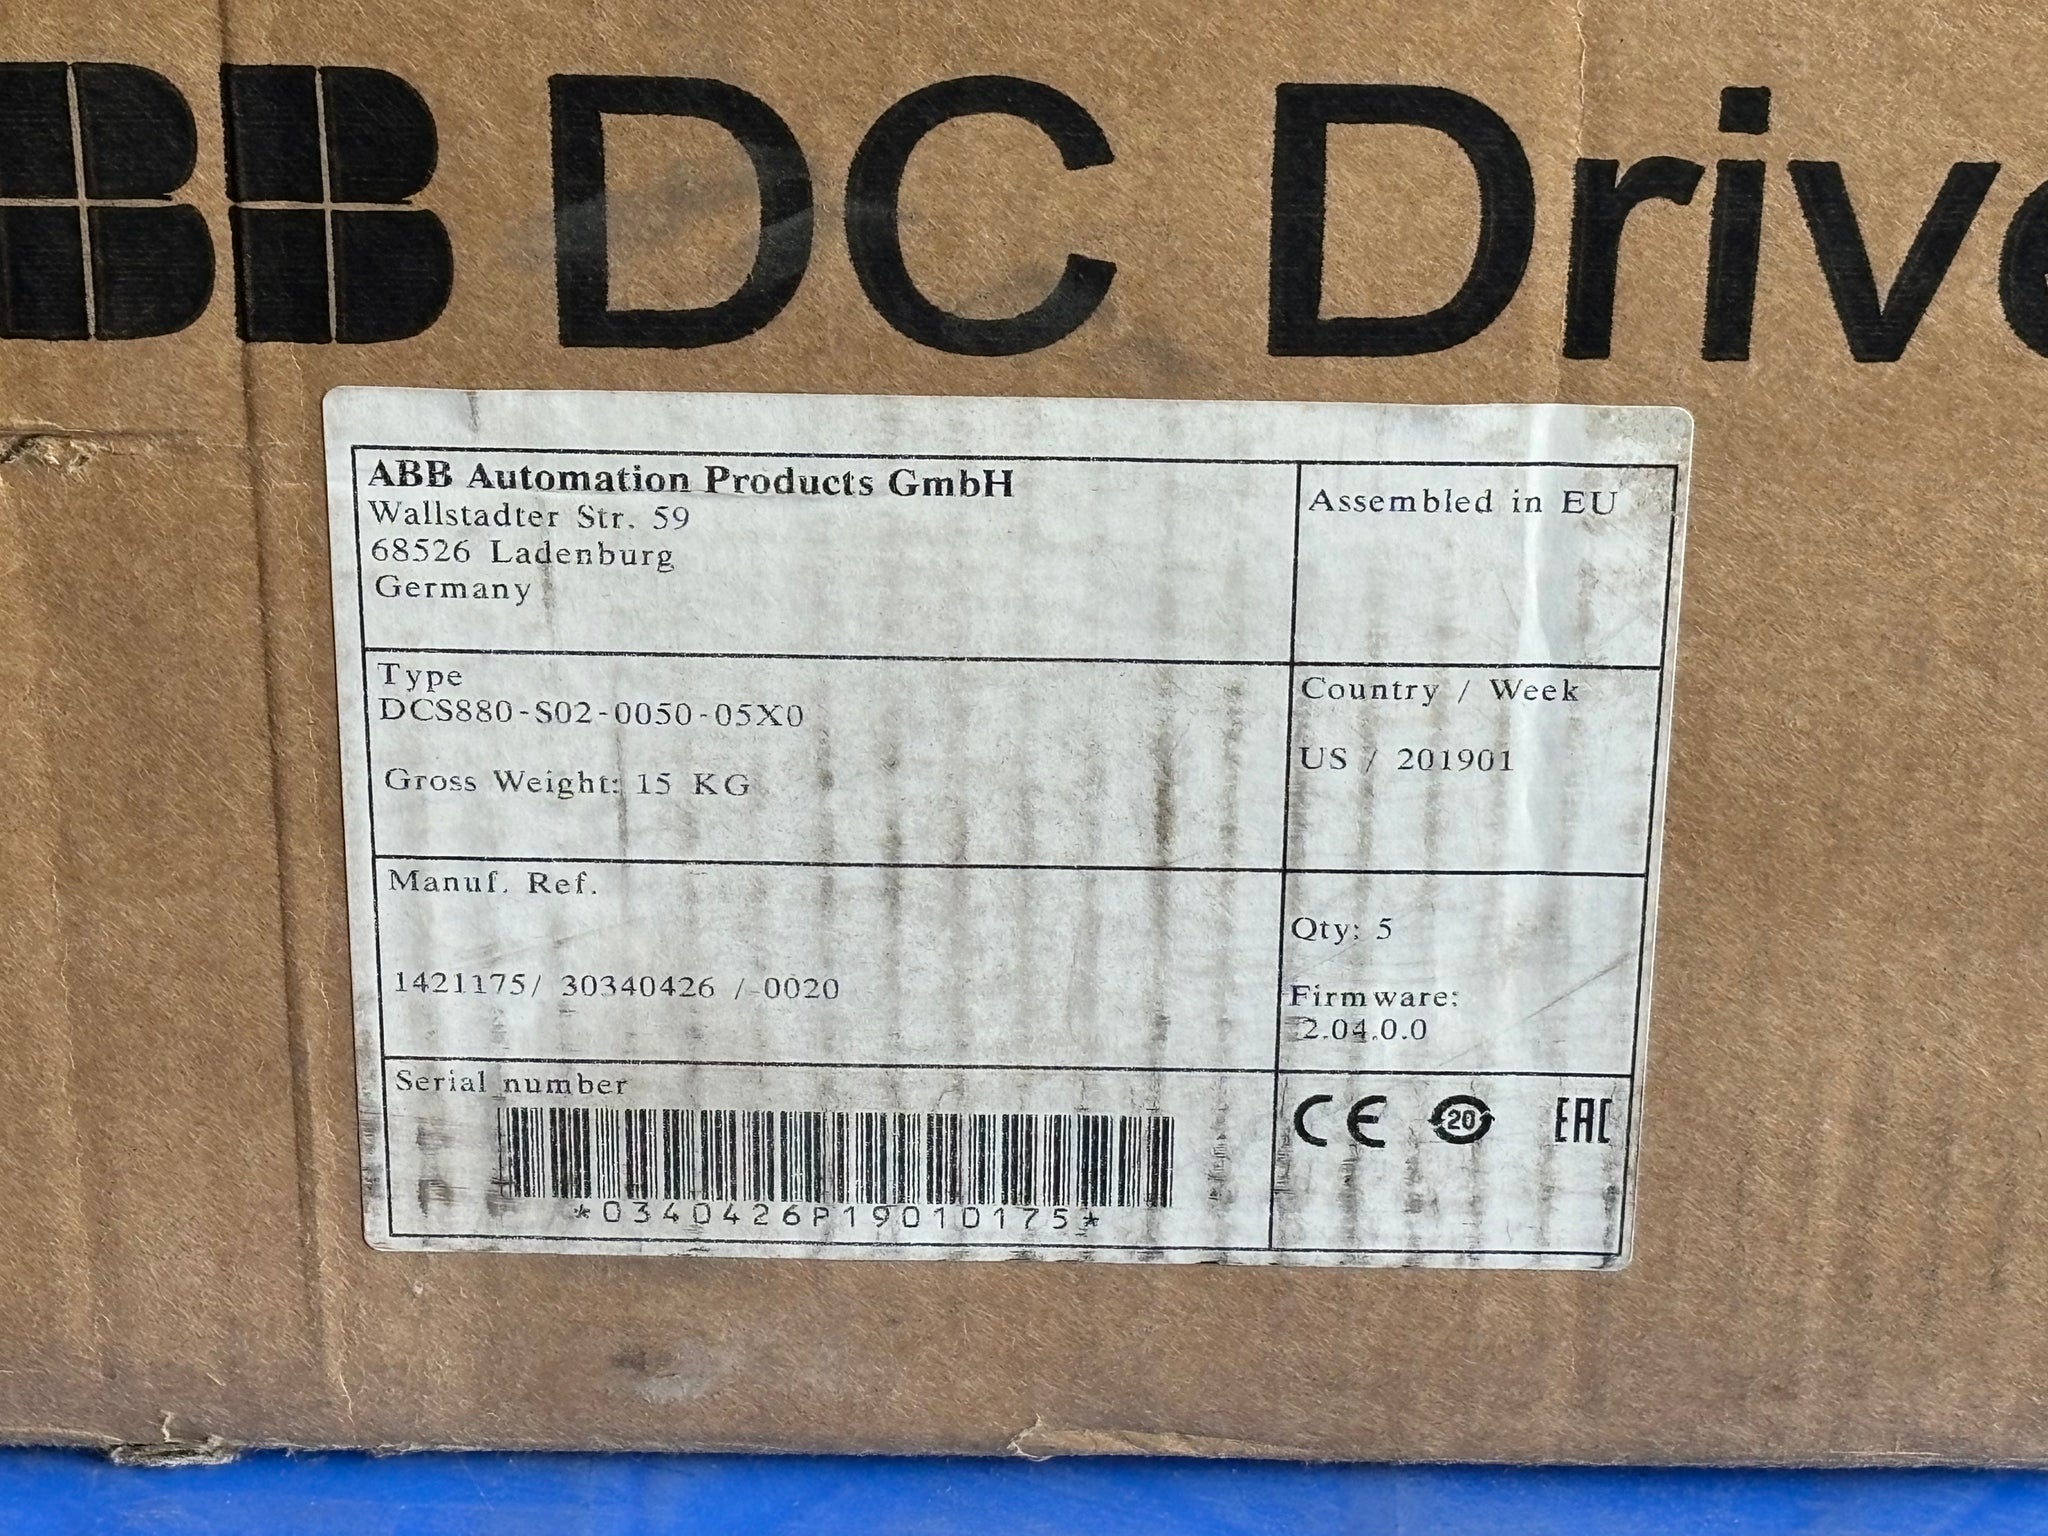 ABB DC Drive
ABB Automation Products GmbH
Wallstadter Str. 59
68526 Ladenburg
Germany
Assembled in EU
Type
DCS880-S02-0050-05X0
Gross Weight: 15 KG
Country / Week
US / 201901
Manuf. Ref.
1421175/ 30340426 / 0020
Qty: 5
Firmware:
2.04.0.0
Serial number
*0340426P19010175*
CE 20 EAC